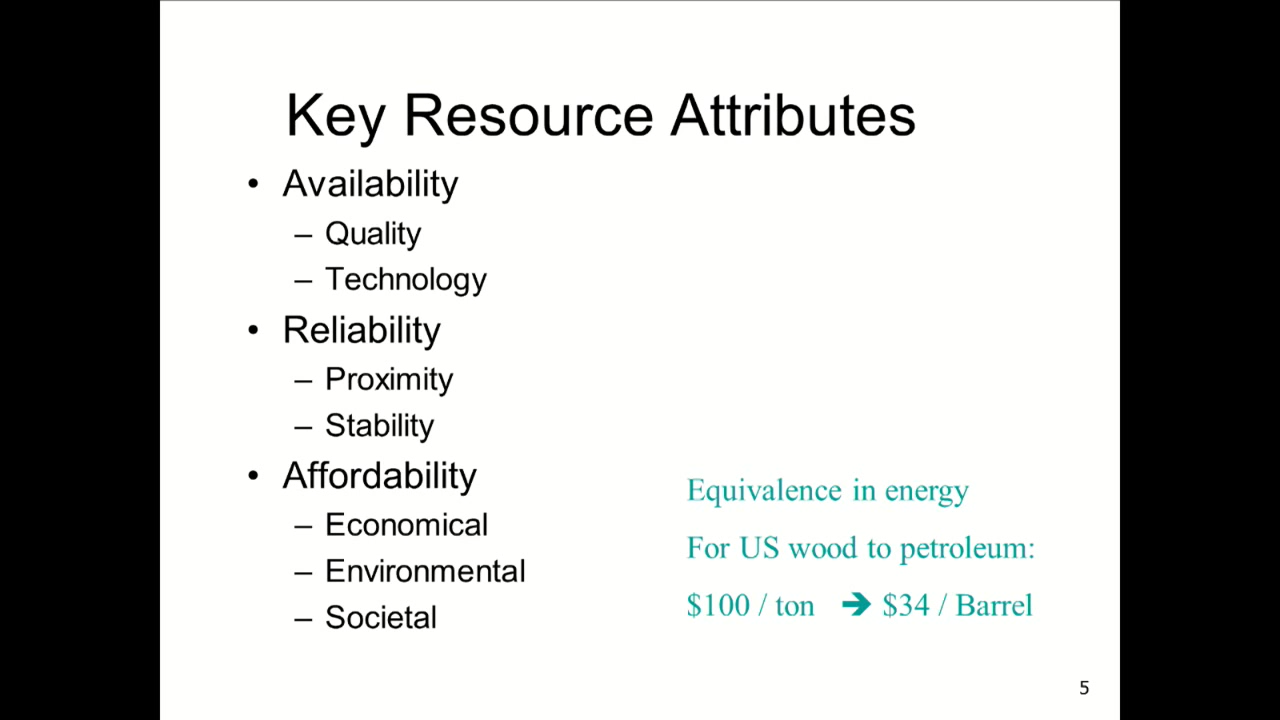 Key Resource Attributes
• Availability
– Quality
– Technology
• Reliability
– Proximity
– Stability
• Affordability
– Economical
– Environmental
– Societal
Equivalence in energy
For US wood to petroleum:
$100 / ton ➔ $34 / Barrel
5